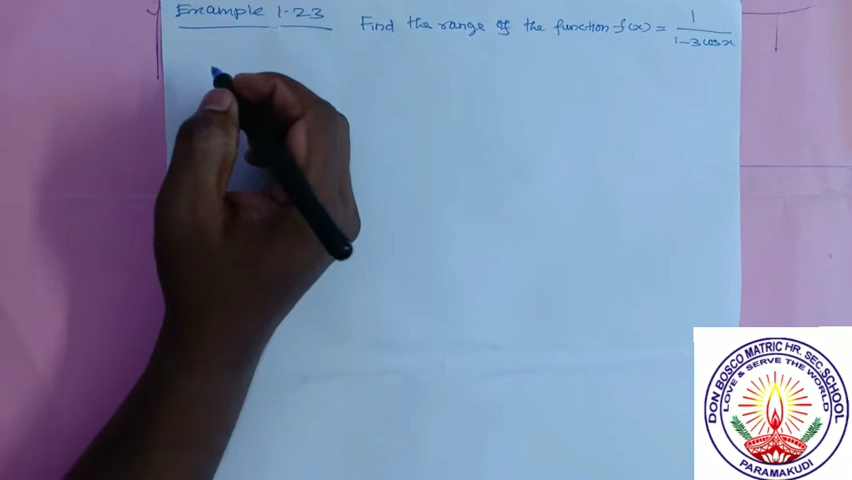 Example 1.23 Find the range of the function f(x) = 1/(1-3cosx)
DON BOSCO MATRIC HR. SEC. SCHOOL
LOVE & SERVE THE WORLD
PARAMAKUDI